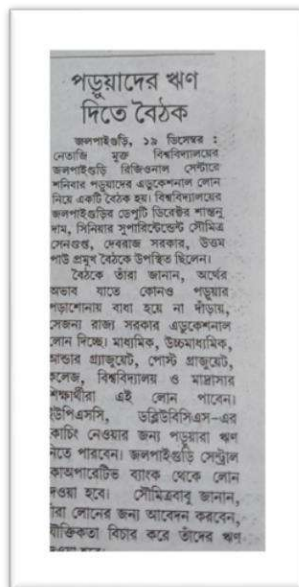 পড়ুয়াদের ঋণ
দিতে বৈঠক
জলপাইগুড়ি, ১৯ ডিসেম্বর :
নেতাজি মুক্ত বিশ্ববিদ্যালয়ের
জলপাইগুড়ি রিজিওনাল সেন্টারে
শনিবার পড়ুয়াদের এডুকেশনাল লোন
নিয়ে একটি বৈঠক হয়। বিশ্ববিদ্যালয়ের
জলপাইগুড়ির ডেপুটি ডিরেক্টর শান্তনু
দাম, সিনিয়ার সুপারিন্টেন্ডেন্ট সৌমিত্র
সেনগুপ্ত, দেবরাজ সরকার, উত্তম
পাউ প্রমুখ বৈঠকে উপস্থিত ছিলেন।
বৈঠকে তাঁরা জানান, অর্থের
অভাব যাতে কোনও পড়ুয়ার
পড়াশোনায় বাধা হয়ে না দাঁড়ায়,
সেজন্য রাজ্য সরকার এডুকেশনাল
লোন দিচ্ছে। মাধ্যমিক, উচ্চমাধ্যমিক,
আন্ডার গ্র্যাজুয়েট, পোস্ট গ্রাজুয়েট,
কলেজ, বিশ্ববিদ্যালয় ও মাদ্রাসার
শিক্ষার্থীরা এই লোন পাবেন।
ইউপিএসসি, ডব্লিউবিসিএস-এর
কোচিং নেওয়ার জন্য পড়ুয়ারা ঋণ
নিতে পারবেন। জলপাইগুড়ি সেন্ট্রাল
কোঅপারেটিভ ব্যাংক থেকে লোন
দেওয়া হবে। সৌমিত্রবাবু জানান,
যাঁরা লোনের জন্য আবেদন করবেন,
যৌক্তিকতা বিচার করে তাঁদের ঋণ